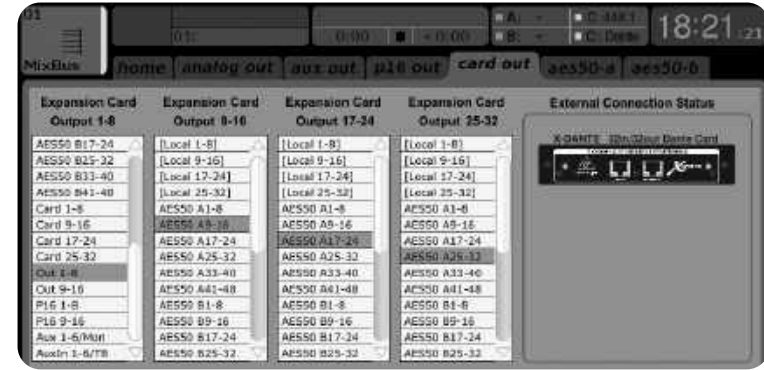 01
01:
0:00
+0:00
A:
B:
C: Dante
18:21 :21
MixBus
home
analog out
aux out
p16 out
card out
aes50-a
aes50-b
Expansion Card
Output 1-8
AES50 B17-24
AES50 B25-32
AES50 B33-40
AES50 B41-48
Card 1-8
Card 9-16
Card 17-24
Card 25-32
Out 1-8
Out 9-16
P16 1-8
P16 9-16
Aux 1-6/Mon
AuxIn 1-6/TB
Expansion Card
Output 9-16
[Local 1-8]
[Local 9-16]
[Local 17-24]
[Local 25-32]
AES50 A1-8
AES50 A9-16
AES50 A17-24
AES50 A25-32
AES50 A33-40
AES50 A41-48
AES50 B1-8
AES50 B9-16
AES50 B17-24
AES50 B25-32
Expansion Card
Output 17-24
[Local 1-8]
[Local 9-16]
[Local 17-24]
[Local 25-32]
AES50 A1-8
AES50 A9-16
AES50 A17-24
AES50 A25-32
AES50 A33-40
AES50 A41-48
AES50 B1-8
AES50 B9-16
AES50 B17-24
AES50 B25-32
Expansion Card
Output 25-32
[Local 1-8]
[Local 9-16]
[Local 17-24]
[Local 25-32]
AES50 A1-8
AES50 A9-16
AES50 A17-24
AES50 A25-32
AES50 A33-40
AES50 A41-48
AES50 B1-8
AES50 B9-16
AES50 B17-24
AES50 B25-32
External Connection Status
X-DANTE 32in/32out Dante Card